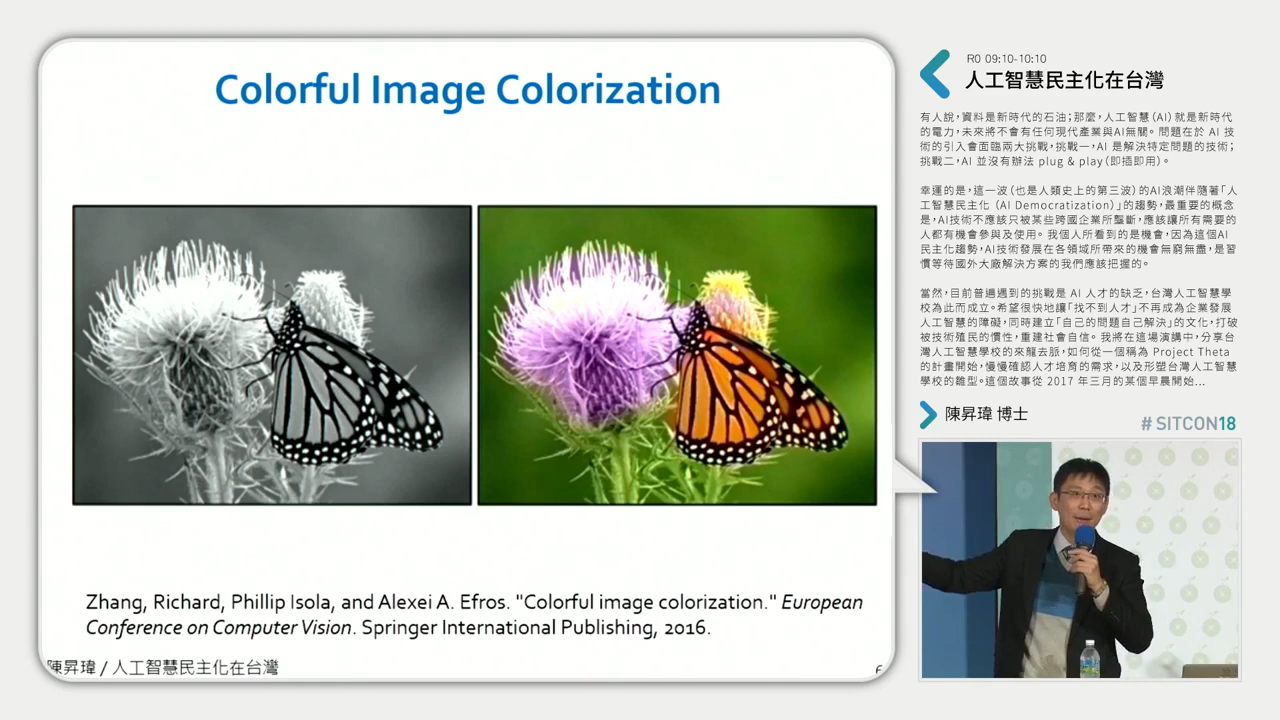 Colorful Image Colorization
Zhang, Richard, Phillip Isola, and Alexei A. Efros. "Colorful image colorization." European
Conference on Computer Vision. Springer International Publishing, 2016.
陳昇瑋 / 人工智慧民主化在台灣
6
R0 09:10-10:10
人工智慧民主化在台灣
有人說，資料是新時代的石油；那麼，人工智慧（AI）就是新時代
的電力，未來將不會有任何現代產業與AI無關。問題在於 AI 技
術的引入會面臨兩大挑戰，挑戰一，AI 是解決特定問題的技術；
挑戰二，AI 並沒有辦法 plug & play（即插即用）。
幸運的是，這一波（也是人類史上的第三波）的AI浪潮伴隨著「人
工智慧民主化（AI Democratization）」的趨勢，最重要的概念
是，AI技術不應該只被某些跨國企業所壟斷，應該讓所有需要的
人都有機會參與及使用。我個人所看到的是機會，因為這個AI
民主化趨勢，AI技術發展在各領域所帶來的機會無窮無盡，是習
慣等待國外大廠解決方案的我們應該把握的。
當然，目前普遍遇到的挑戰是 AI 人才的缺乏，台灣人工智慧學
校為此而成立。希望很快地讓「找不到人才」不再成為企業發展
人工智慧的障礙，同時建立「自己的問題自己解決」的文化，打破
被技術殖民的慣性，重建社會自信。我將在這場演講中，分享台
灣人工智慧學校的來龍去脈，如何從一個稱為 Project Theta
的計畫開始，慢慢確認人才培育的需求，以及形塑台灣人工智慧
學校的雛型。這個故事從 2017 年三月的某個早晨開始...
陳昇瑋 博士
# SITCON18